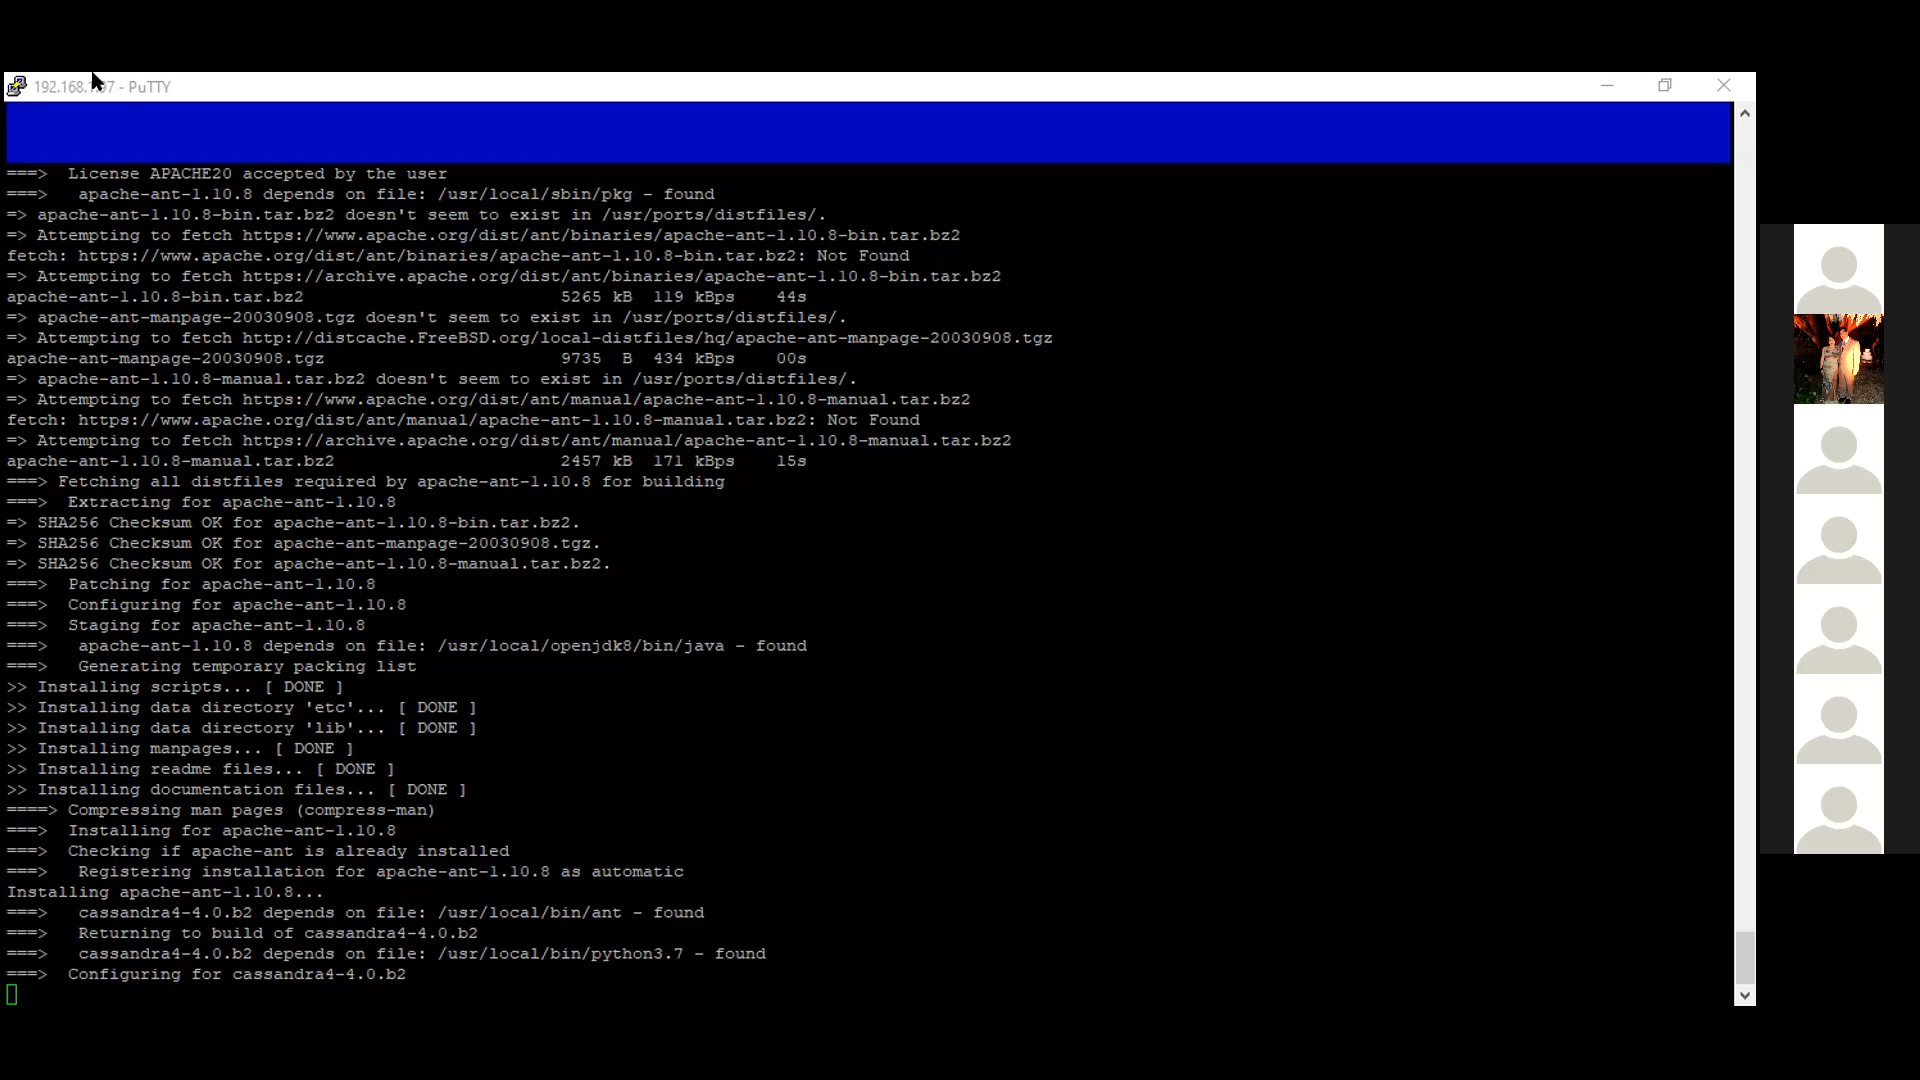 192.168. 97 - PuTTY
===>  License APACHE20 accepted by the user
===>   apache-ant-1.10.8 depends on file: /usr/local/sbin/pkg - found
=> apache-ant-1.10.8-bin.tar.bz2 doesn't seem to exist in /usr/ports/distfiles/.
=> Attempting to fetch https://www.apache.org/dist/ant/binaries/apache-ant-1.10.8-bin.tar.bz2
fetch: https://www.apache.org/dist/ant/binaries/apache-ant-1.10.8-bin.tar.bz2: Not Found
=> Attempting to fetch https://archive.apache.org/dist/ant/binaries/apache-ant-1.10.8-bin.tar.bz2
apache-ant-1.10.8-bin.tar.bz2                         5265 kB  119 kBps    44s
=> apache-ant-manpage-20030908.tgz doesn't seem to exist in /usr/ports/distfiles/.
=> Attempting to fetch http://distcache.FreeBSD.org/local-distfiles/hq/apache-ant-manpage-20030908.tgz
apache-ant-manpage-20030908.tgz                       9735  B  434 kBps    00s
=> apache-ant-1.10.8-manual.tar.bz2 doesn't seem to exist in /usr/ports/distfiles/.
=> Attempting to fetch https://www.apache.org/dist/ant/manual/apache-ant-1.10.8-manual.tar.bz2
fetch: https://www.apache.org/dist/ant/manual/apache-ant-1.10.8-manual.tar.bz2: Not Found
=> Attempting to fetch https://archive.apache.org/dist/ant/manual/apache-ant-1.10.8-manual.tar.bz2
apache-ant-1.10.8-manual.tar.bz2                      2457 kB  171 kBps    15s
===> Fetching all distfiles required by apache-ant-1.10.8 for building
===>  Extracting for apache-ant-1.10.8
=> SHA256 Checksum OK for apache-ant-1.10.8-bin.tar.bz2.
=> SHA256 Checksum OK for apache-ant-manpage-20030908.tgz.
=> SHA256 Checksum OK for apache-ant-1.10.8-manual.tar.bz2.
===>  Patching for apache-ant-1.10.8
===>  Configuring for apache-ant-1.10.8
===>  Staging for apache-ant-1.10.8
===>   apache-ant-1.10.8 depends on file: /usr/local/openjdk8/bin/java - found
===>   Generating temporary packing list
>> Installing scripts... [ DONE ]
>> Installing data directory 'etc'... [ DONE ]
>> Installing data directory 'lib'... [ DONE ]
>> Installing manpages... [ DONE ]
>> Installing readme files... [ DONE ]
>> Installing documentation files... [ DONE ]
====> Compressing man pages (compress-man)
===>  Installing for apache-ant-1.10.8
===>  Checking if apache-ant is already installed
===>   Registering installation for apache-ant-1.10.8 as automatic
Installing apache-ant-1.10.8...
===>   cassandra4-4.0.b2 depends on file: /usr/local/bin/ant - found
===>   Returning to build of cassandra4-4.0.b2
===>   cassandra4-4.0.b2 depends on file: /usr/local/bin/python3.7 - found
===>  Configuring for cassandra4-4.0.b2